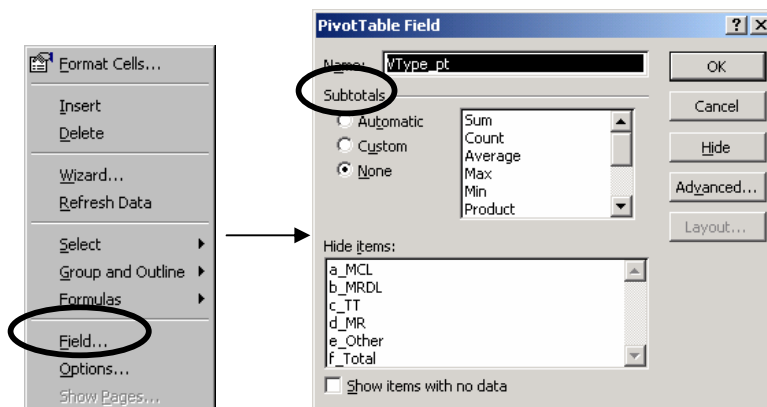 Format Cells...
Insert
Delete
Wizard...
Refresh Data
Select
Group and Outline
Formulas
Field...
Options...
Show Pages...
PivotTable Field
Name: VType_pt
Subtotals
Automatic
Custom
None
Sum
Count
Average
Max
Min
Product
Hide items:
a_MCL
b_MRDL
c_TT
d_MR
e_Other
f_Total
Show items with no data
OK
Cancel
Hide
Advanced...
Layout...